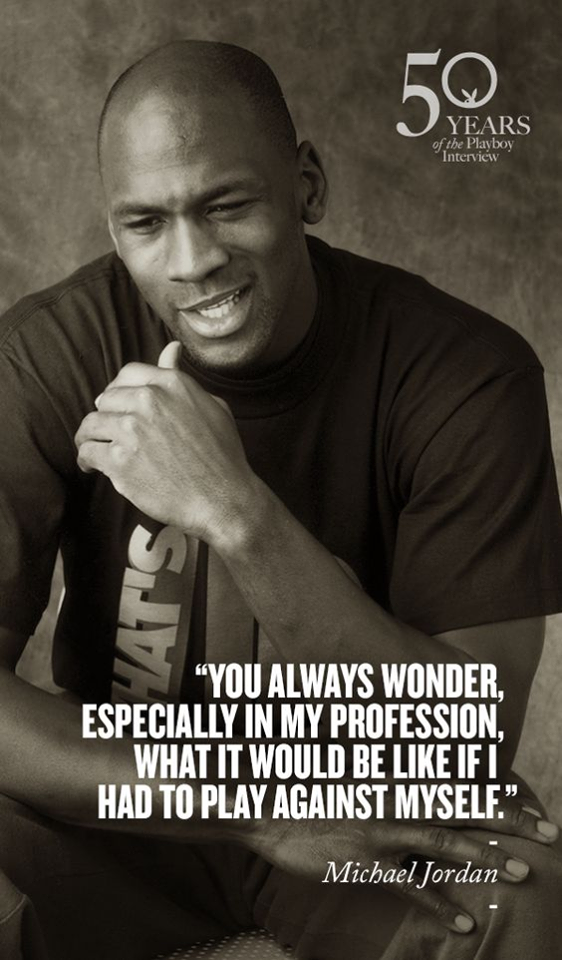 50
YEARS
of the Playboy
Interview
HAT'S
“YOU ALWAYS WONDER,
ESPECIALLY IN MY PROFESSION,
WHAT IT WOULD BE LIKE IF I
HAD TO PLAY AGAINST MYSELF.”
-
Michael Jordan
-